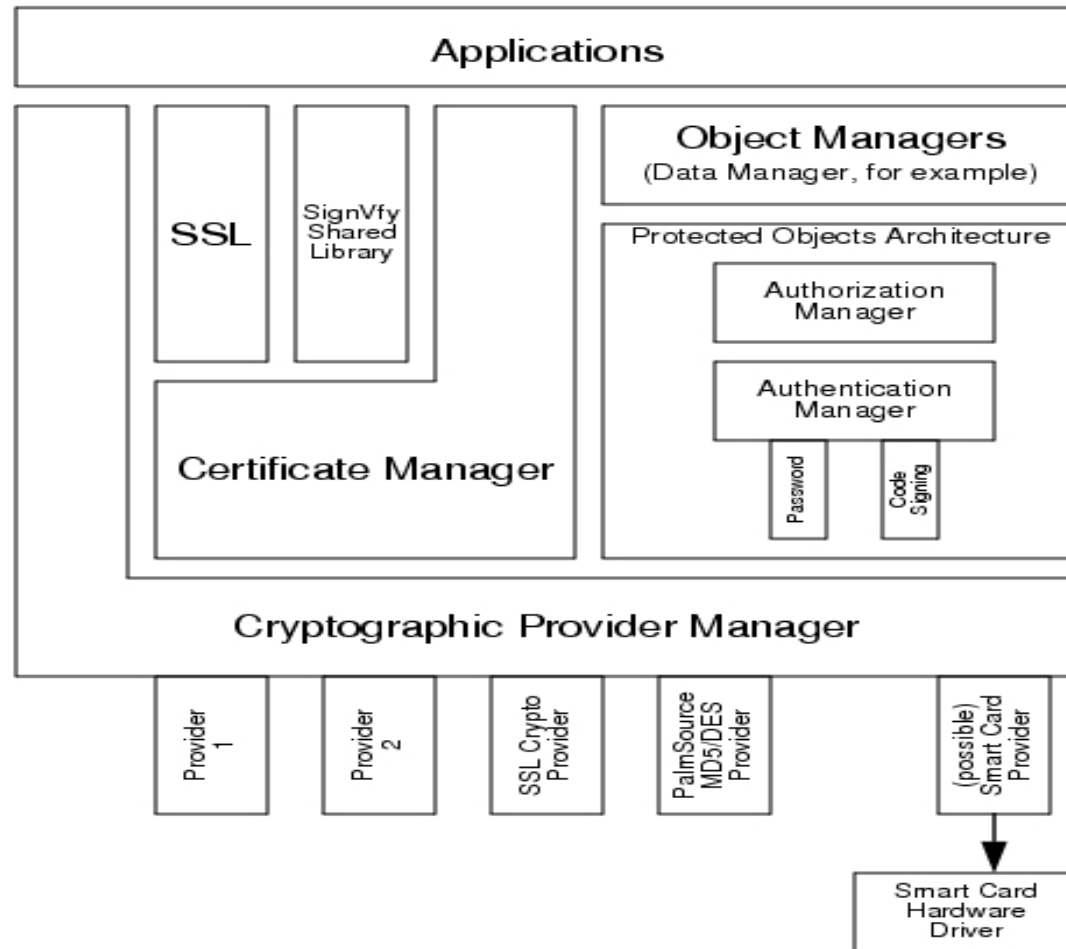 Applications
SSL
SignVfy
Shared
Library
Object Managers
(Data Manager, for example)
Protected Objects Architecture
Authorization
Manager
Authentication
Manager
Password
Code
Signing
Certificate Manager
Cryptographic Provider Manager
Provider
1
Provider
2
SSL Crypto
Provider
PalmSource
MD5/DES
Provider
(possible)
Smart Card
Provider
Smart Card
Hardware
Driver